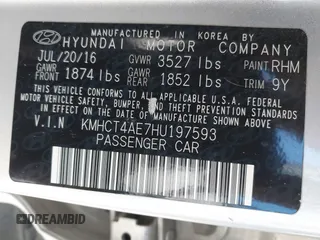 MANUFACTURED IN KOREA BY
HYUNDAI MOTOR COMPANY
JUL/20/16 GVWR 3527 lbs PAINT RHM
GAWR FRONT 1874 lbs GAWR REAR 1852 lbs TRIM 9Y
THIS VEHICLE CONFORMS TO ALL APPLICABLE U.S. FEDERAL MOTOR VEHICLE
SAFETY, BUMPER, AND THEFT PREVENTION STANDARDS IN EFFECT ON THE
DATE OF MANUFACTURE SHOWN ABOVE.
V.I.N KMHCT4AE7HU197593
PASSENGER CAR
DREAMBID